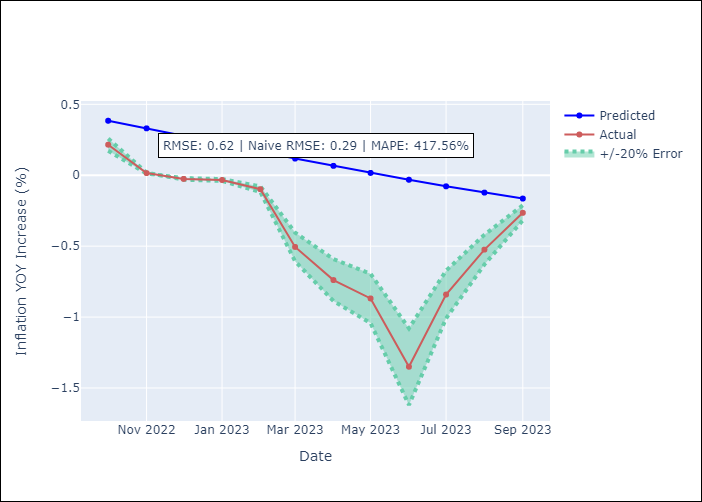 0.5
0
−0.5
−1
−1.5
Inflation YOY Increase (%)
RMSE: 0.62 | Naive RMSE: 0.29 | MAPE: 417.56%
Predicted
Actual
+/-20% Error
Nov 2022
Jan 2023
Mar 2023
May 2023
Jul 2023
Sep 2023
Date